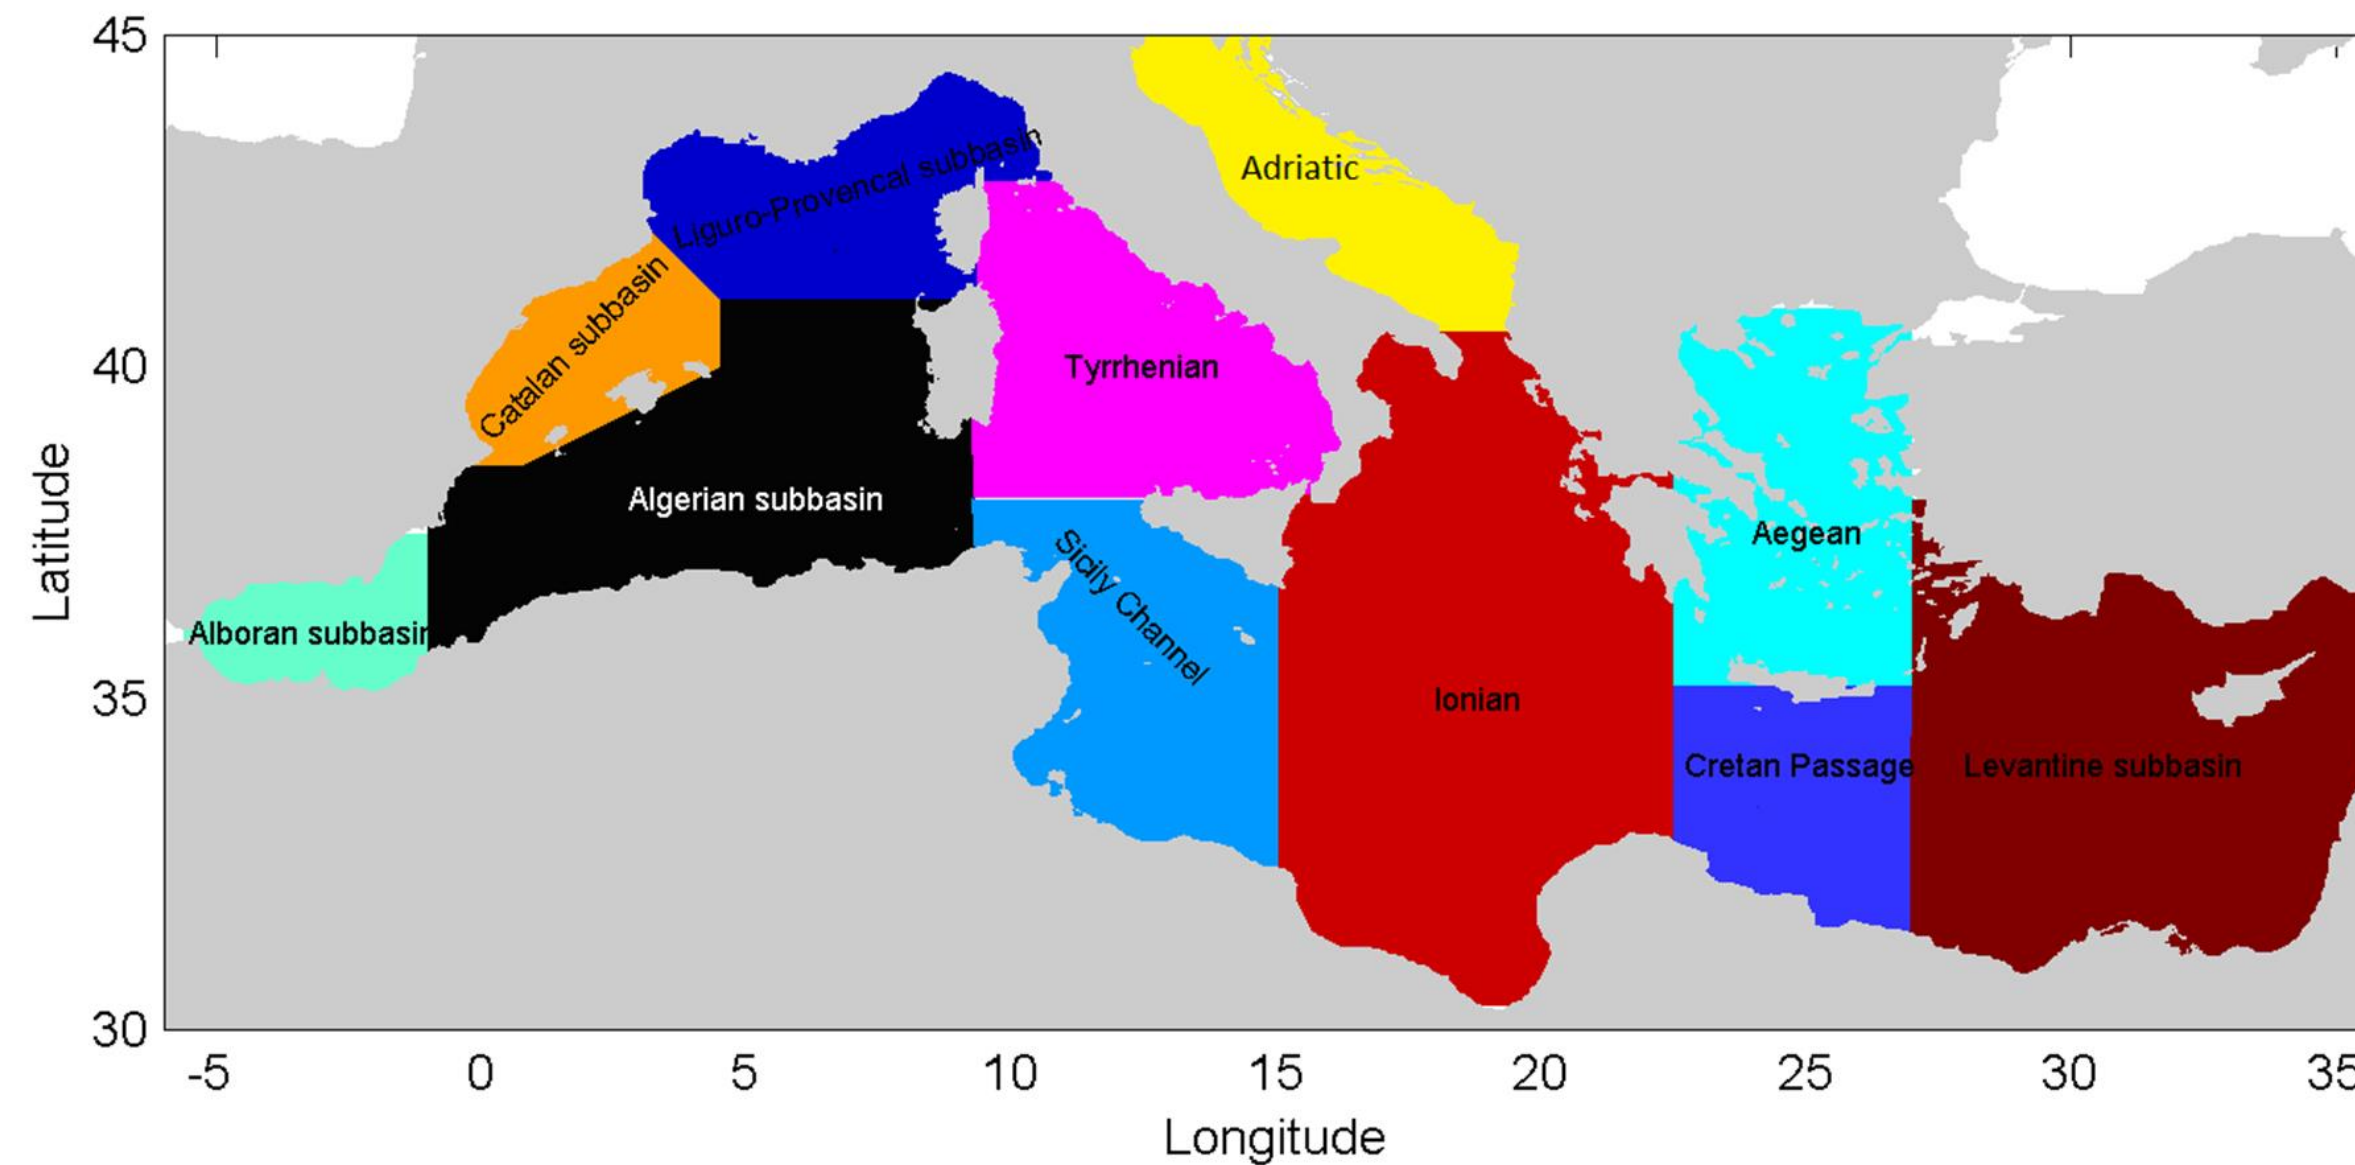 45
40
35
30
Latitude
-5 0 5 10 15 20 25 30 35
Longitude
Liguro-Provencal subbasin
Adriatic
Catalan subbasin
Tyrrhenian
Algerian subbasin
Aegean
Sicily Channel
Alboran subbasin
Ionian
Cretan Passage
Levantine subbasin